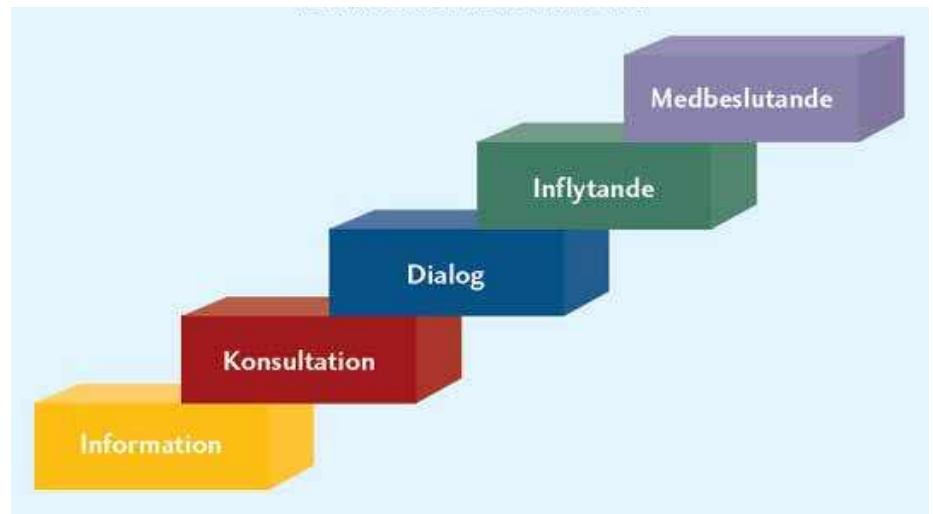 Medbeslutande
Inflytande
Dialog
Konsultation
Information